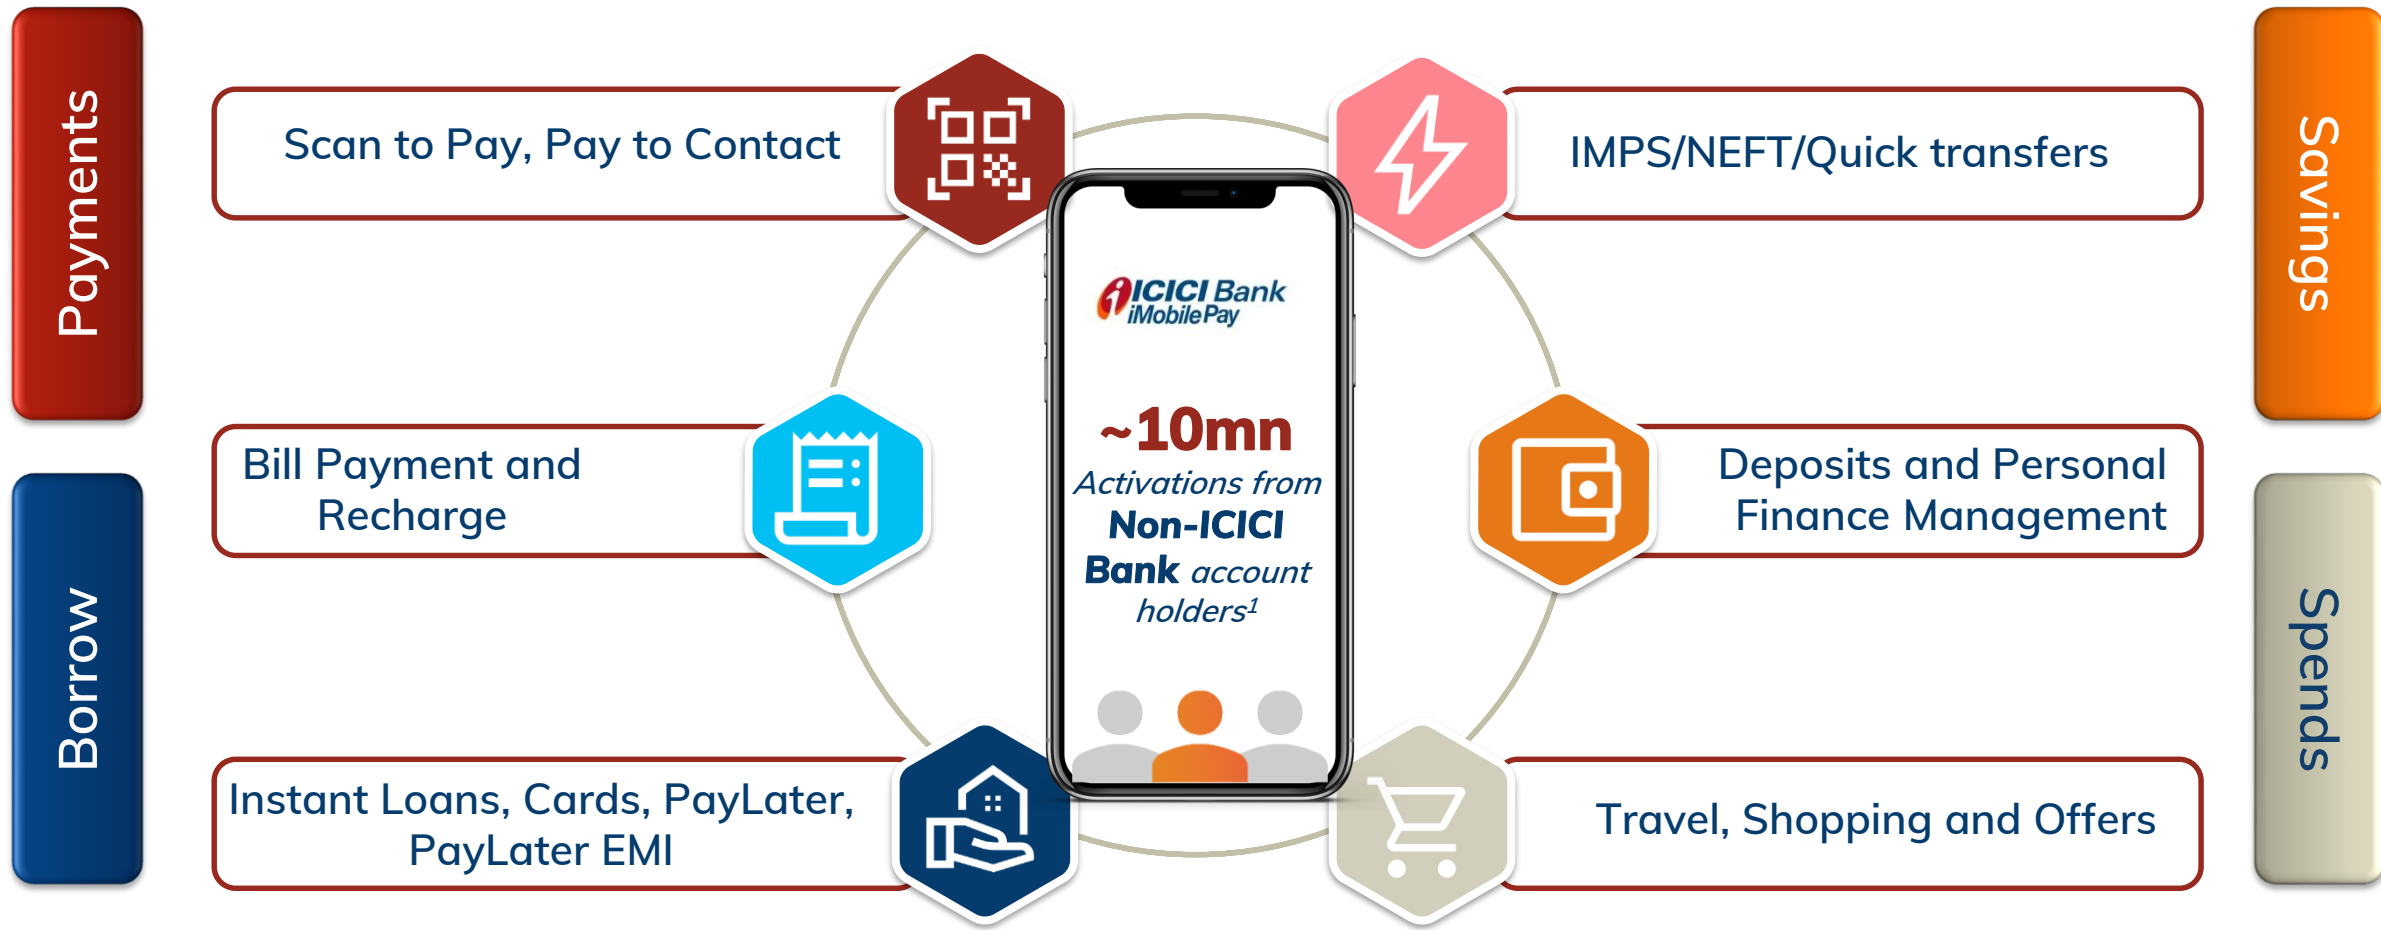 Payments
Scan to Pay, Pay to Contact
IMPS/NEFT/Quick transfers
Savings
ICICI Bank
iMobile Pay
~10mn
Activations from
Non-ICICI
Bank account
holders¹
Bill Payment and
Recharge
Deposits and Personal
Finance Management
Borrow
Instant Loans, Cards, PayLater,
PayLater EMI
Travel, Shopping and Offers
Spends